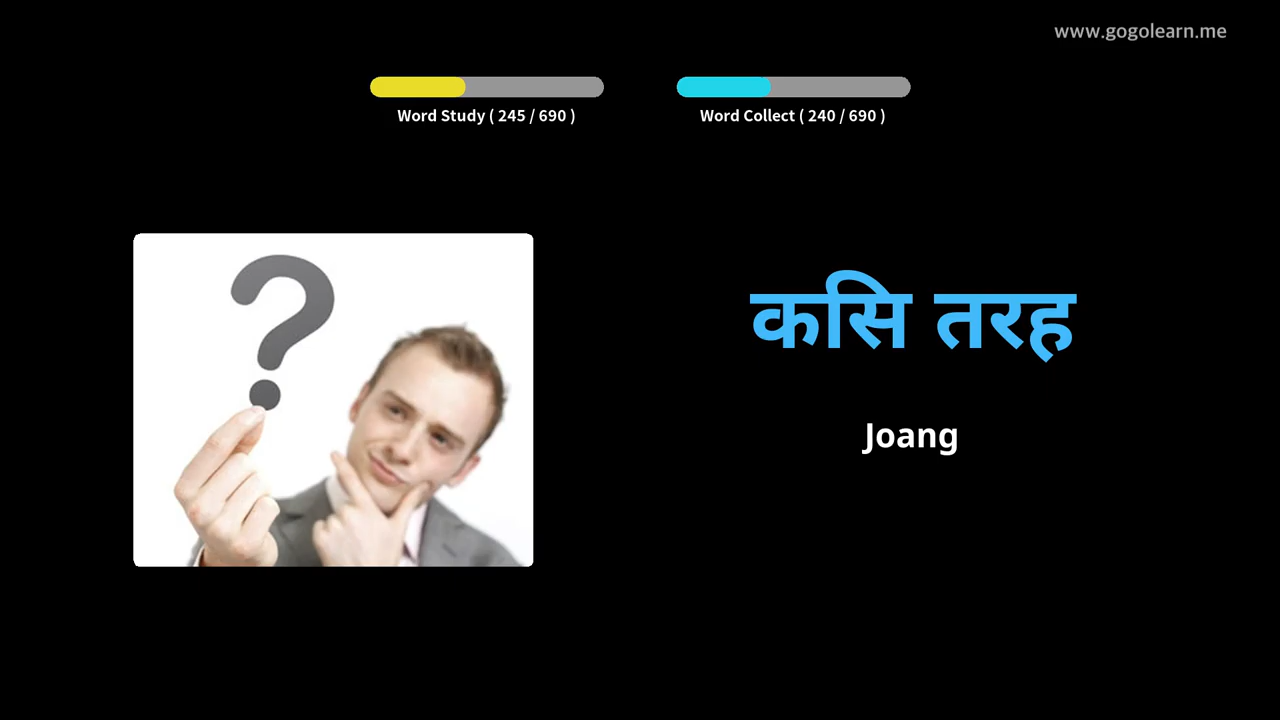 www.gogolearn.me
Word Study ( 245 / 690 )
Word Collect ( 240 / 690 )
कसि तरह
Joang